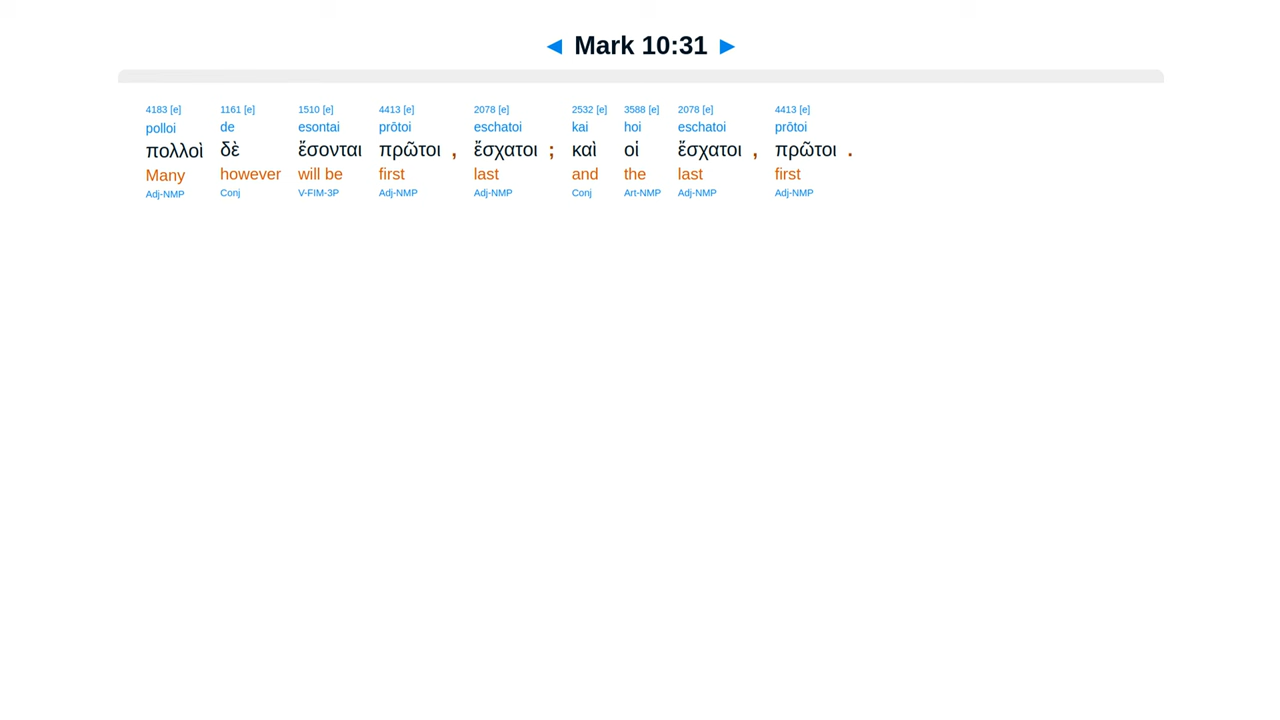 ◄ Mark 10:31 ►
4183 [e] 1161 [e] 1510 [e] 4413 [e] 2078 [e] 2532 [e] 3588 [e] 2078 [e] 4413 [e]
polloi de esontai prōtoi eschatoi kai hoi eschatoi prōtoi
πολλοὶ δὲ ἔσονται πρῶτοι , ἔσχατοι ; καὶ οἱ ἔσχατοι , πρῶτοι .
Many however will be first last and the last first
Adj-NMP Conj V-FIM-3P Adj-NMP Adj-NMP Conj Art-NMP Adj-NMP Adj-NMP